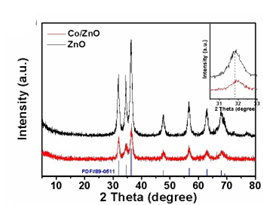 Co/ZnO
ZnO
Intensity (a.u.)
PDF#89-0511
5 10 20 30 40 50 60 70 80
2 Theta (degree)
Intensity (a.u.)
31 32 33
2 Theta (degree)